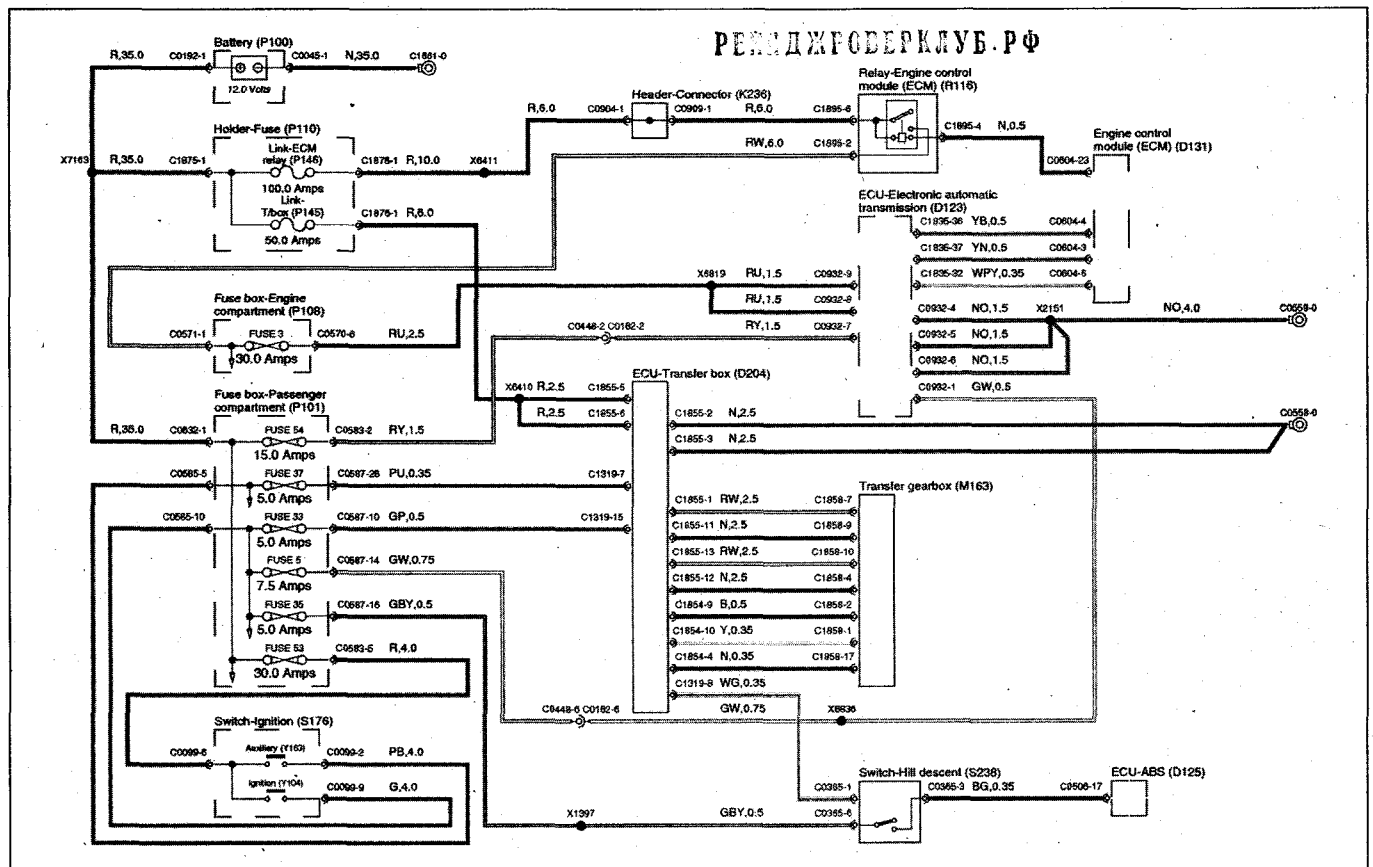 РЕНДЖРОВЕРКЛУБ.РФ
Battery (P100)
R,35.0 C0192-1
C0045-1 N,35.0 C1661-0
12.0 Volts
Relay-Engine control
module (ECM) (R116)
Header-Connector (K236)
R,6.0 C0904-1 C0909-1 R,6.0 C1895-6
C1895-4 N,0.5
Engine control
module (ECM) (D131)
Holder-Fuse (P110)
Link-ECM
relay (P146)
X7163 R,35.0 C1875-1
C1876-1 R,10.0 X6411
RW,6.0 C1895-2
C0604-23
100.0 Amps
Link-
T/box (P145)
C1876-1 R,6.0
50.0 Amps
ECU-Electronic automatic
transmission (D123)
C1835-36 YB,0.5 C0604-4
C1835-37 YN,0.5 C0604-3
C1835-32 WPY,0.35 C0604-6
X6819 RU,1.5 C0932-9
RU,1.5 C0932-8
C0932-4 NO,1.5 X2151 NO,4.0 C0559-0
Fuse box-Engine
compartment (P108)
C0571-1 FUSE 3 C0570-6 RU,2.5
30.0 Amps
C0448-2 C0162-2 RY,1.5 C0932-7
C0932-5 NO,1.5
C0932-6 NO,1.5
C0932-1 GW,0.5
ECU-Transfer box (D204)
X6410 R,2.5 C1855-5
R,2.5 C1855-6
C1855-2 N,2.5
C0558-0
C1855-3 N,2.5
Fuse box-Passenger
compartment (P101)
R,35.0 C0632-1 FUSE 54 C0583-2 RY,1.5
15.0 Amps
C0585-5 FUSE 37 C0587-28 PU,0.35 C1319-7
5.0 Amps
C0585-10 FUSE 33 C0587-10 GP,0.5 C1319-15
5.0 Amps
FUSE 5 C0587-14 GW,0.75
7.5 Amps
FUSE 35 C0587-16 GBY,0.5
5.0 Amps
FUSE 53 C0583-5 R,4.0
30.0 Amps
Transfer gearbox (M163)
C1855-1 RW,2.5 C1858-7
C1855-11 N,2.5 C1858-9
C1855-13 RW,2.5 C1858-10
C1855-12 N,2.5 C1858-4
C1854-9 B,0.5 C1858-2
C1854-10 Y,0.35 C1858-1
C1854-4 N,0.35 C1858-17
C1319-8 WG,0.35
C0448-6 C0162-6 GW,0.75 X6836
Switch-Ignition (S176)
C0099-6 Auxiliary (Y163) C0099-2 PB,4.0
Ignition (Y104) C0099-9 G,4.0
Switch-Hill descent (S238)
ECU-ABS (D125)
C0365-1 C0365-3 BG,0.35 C0506-17
X1397 GBY,0.5 C0365-6